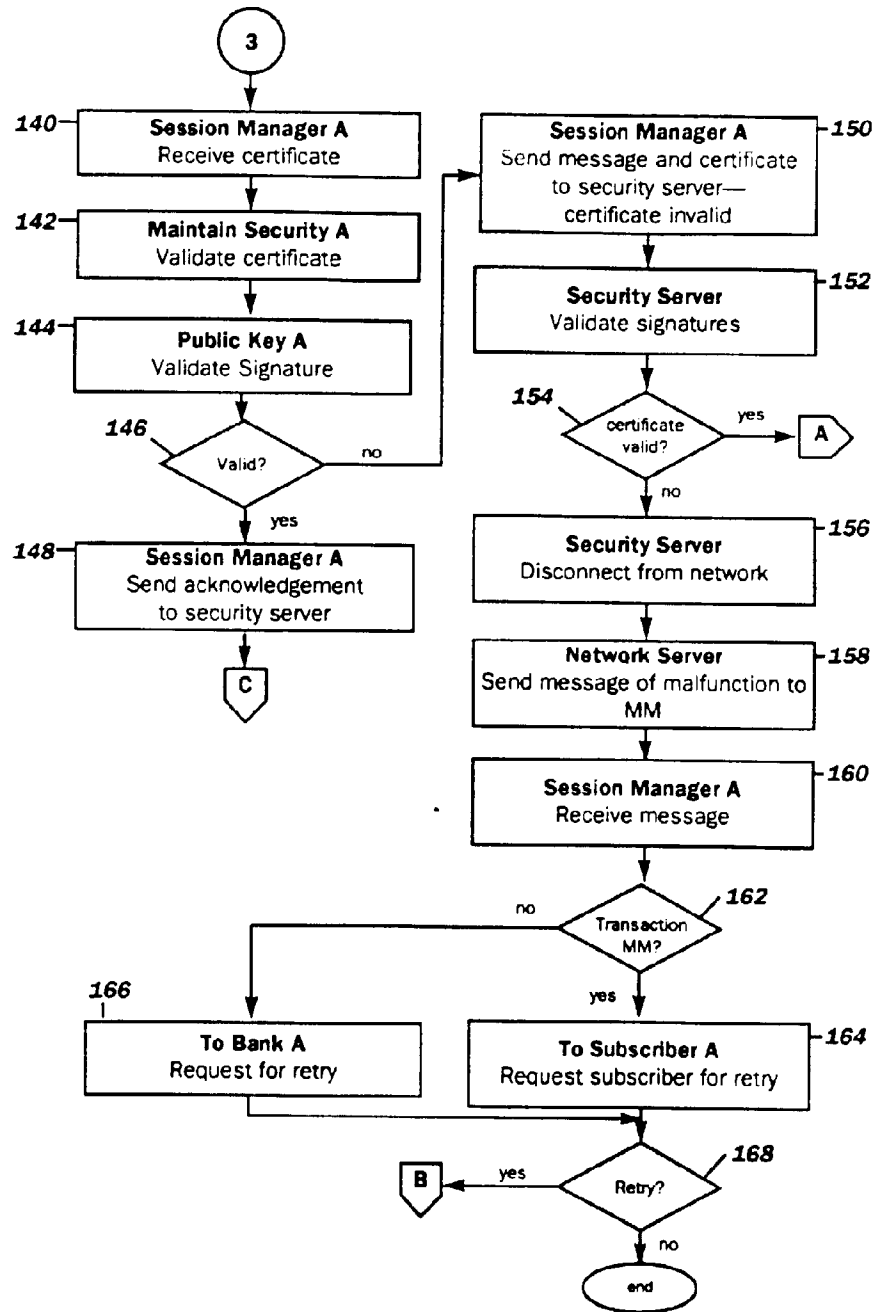 3
140
Session Manager A
Receive certificate
142
Maintain Security A
Validate certificate
144
Public Key A
Validate Signature
146
Valid?
no
yes
148
Session Manager A
Send acknowledgement
to security server
C
150
Session Manager A
Send message and certificate
to security server—
certificate invalid
152
Security Server
Validate signatures
154
certificate
valid?
yes
A
no
156
Security Server
Disconnect from network
158
Network Server
Send message of malfunction to
MM
160
Session Manager A
Receive message
162
Transaction
MM?
no
yes
166
To Bank A
Request for retry
164
To Subscriber A
Request subscriber for retry
168
Retry?
yes
B
no
end